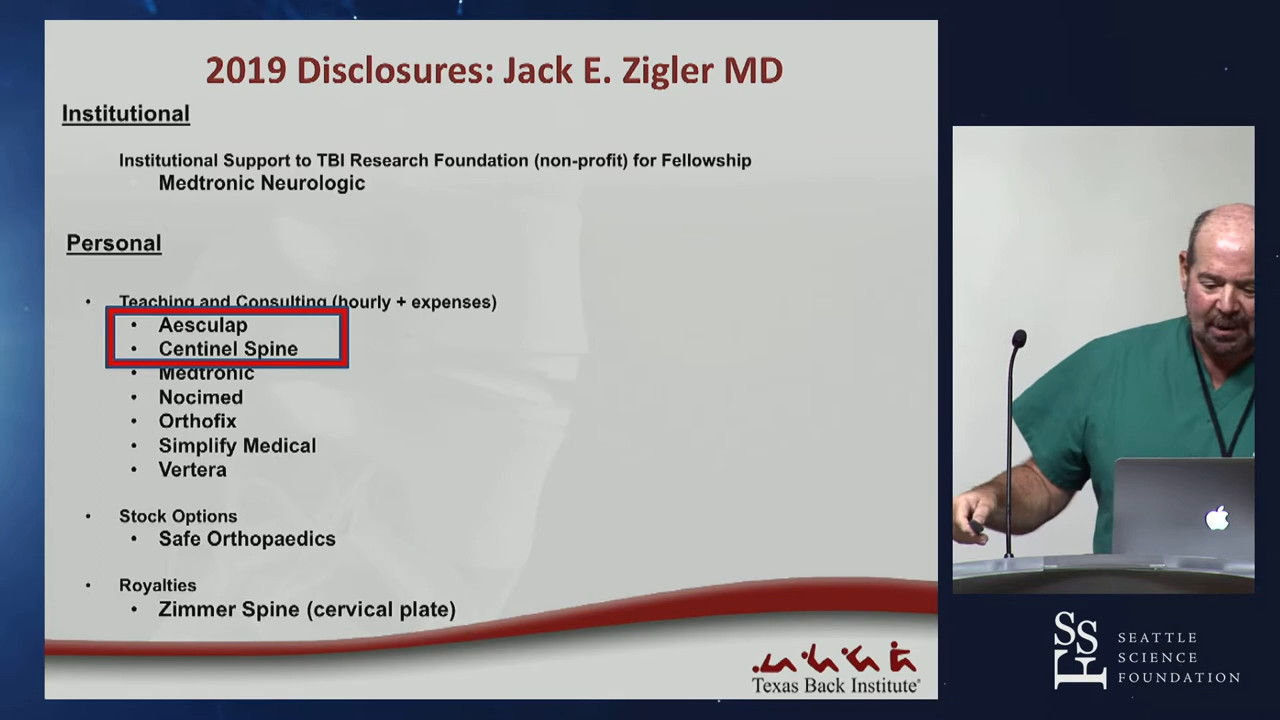 2019 Disclosures: Jack E. Zigler MD
Institutional
Institutional Support to TBI Research Foundation (non-profit) for Fellowship
Medtronic Neurologic
Personal
• Teaching and Consulting (hourly + expenses)
• Aesculap
• Centinel Spine
• Medtronic
• Nocimed
• Orthofix
• Simplify Medical
• Vertera
• Stock Options
• Safe Orthopaedics
• Royalties
• Zimmer Spine (cervical plate)
Texas Back Institute®
SSF
SEATTLE
SCIENCE
FOUNDATION